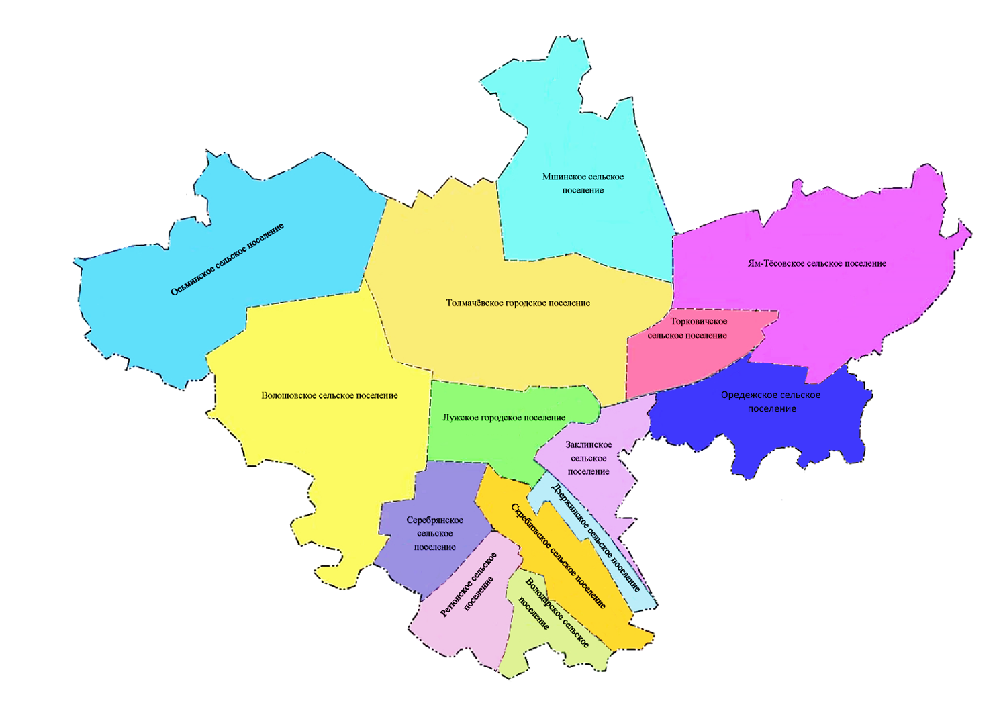 Мшинское сельское
поселение
Осьминское сельское поселение
Ям-Тёсовское сельское поселение
Толмачёвское городское поселение
Торковичское
сельское поселение
Волошовское сельское поселение
Оредежское сельское
поселение
Лужское городское поселение
Заклинское
сельское
поселение
Дзержинское сельское поселение
Скребловское сельское поселение
Серебрянское
сельское
поселение
Ретюнское сельское
поселение
Володарское сельское
поселение